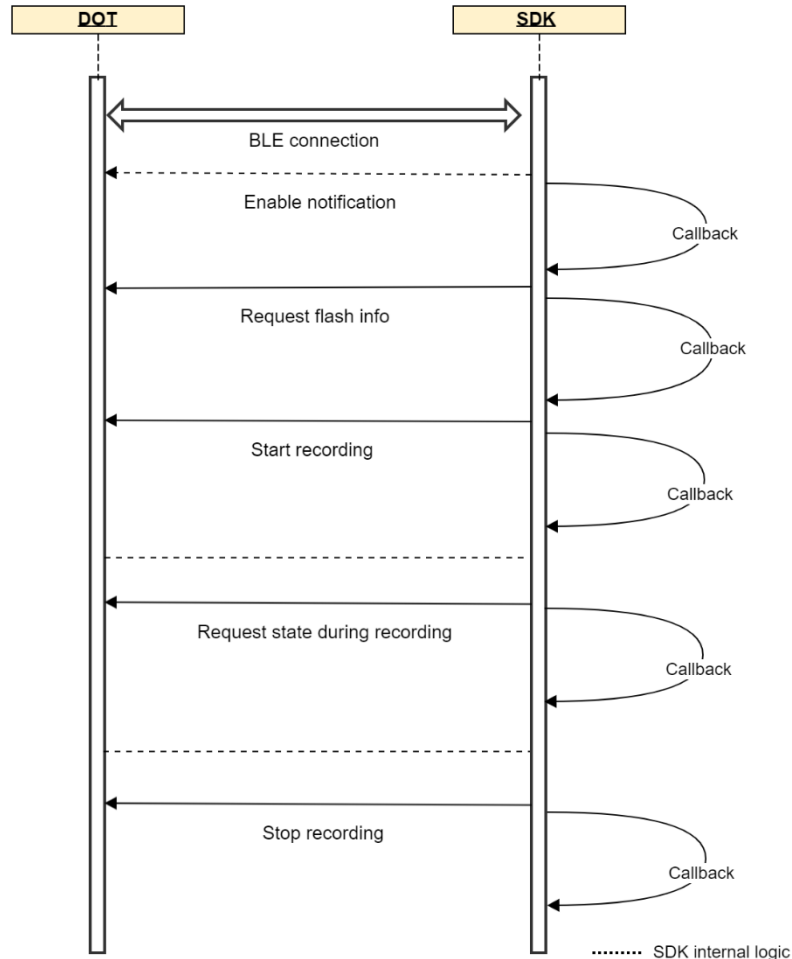 DOT
SDK
BLE connection
Enable notification
Callback
Request flash info
Callback
Start recording
Callback
Request state during recording
Callback
Stop recording
Callback
SDK internal logic